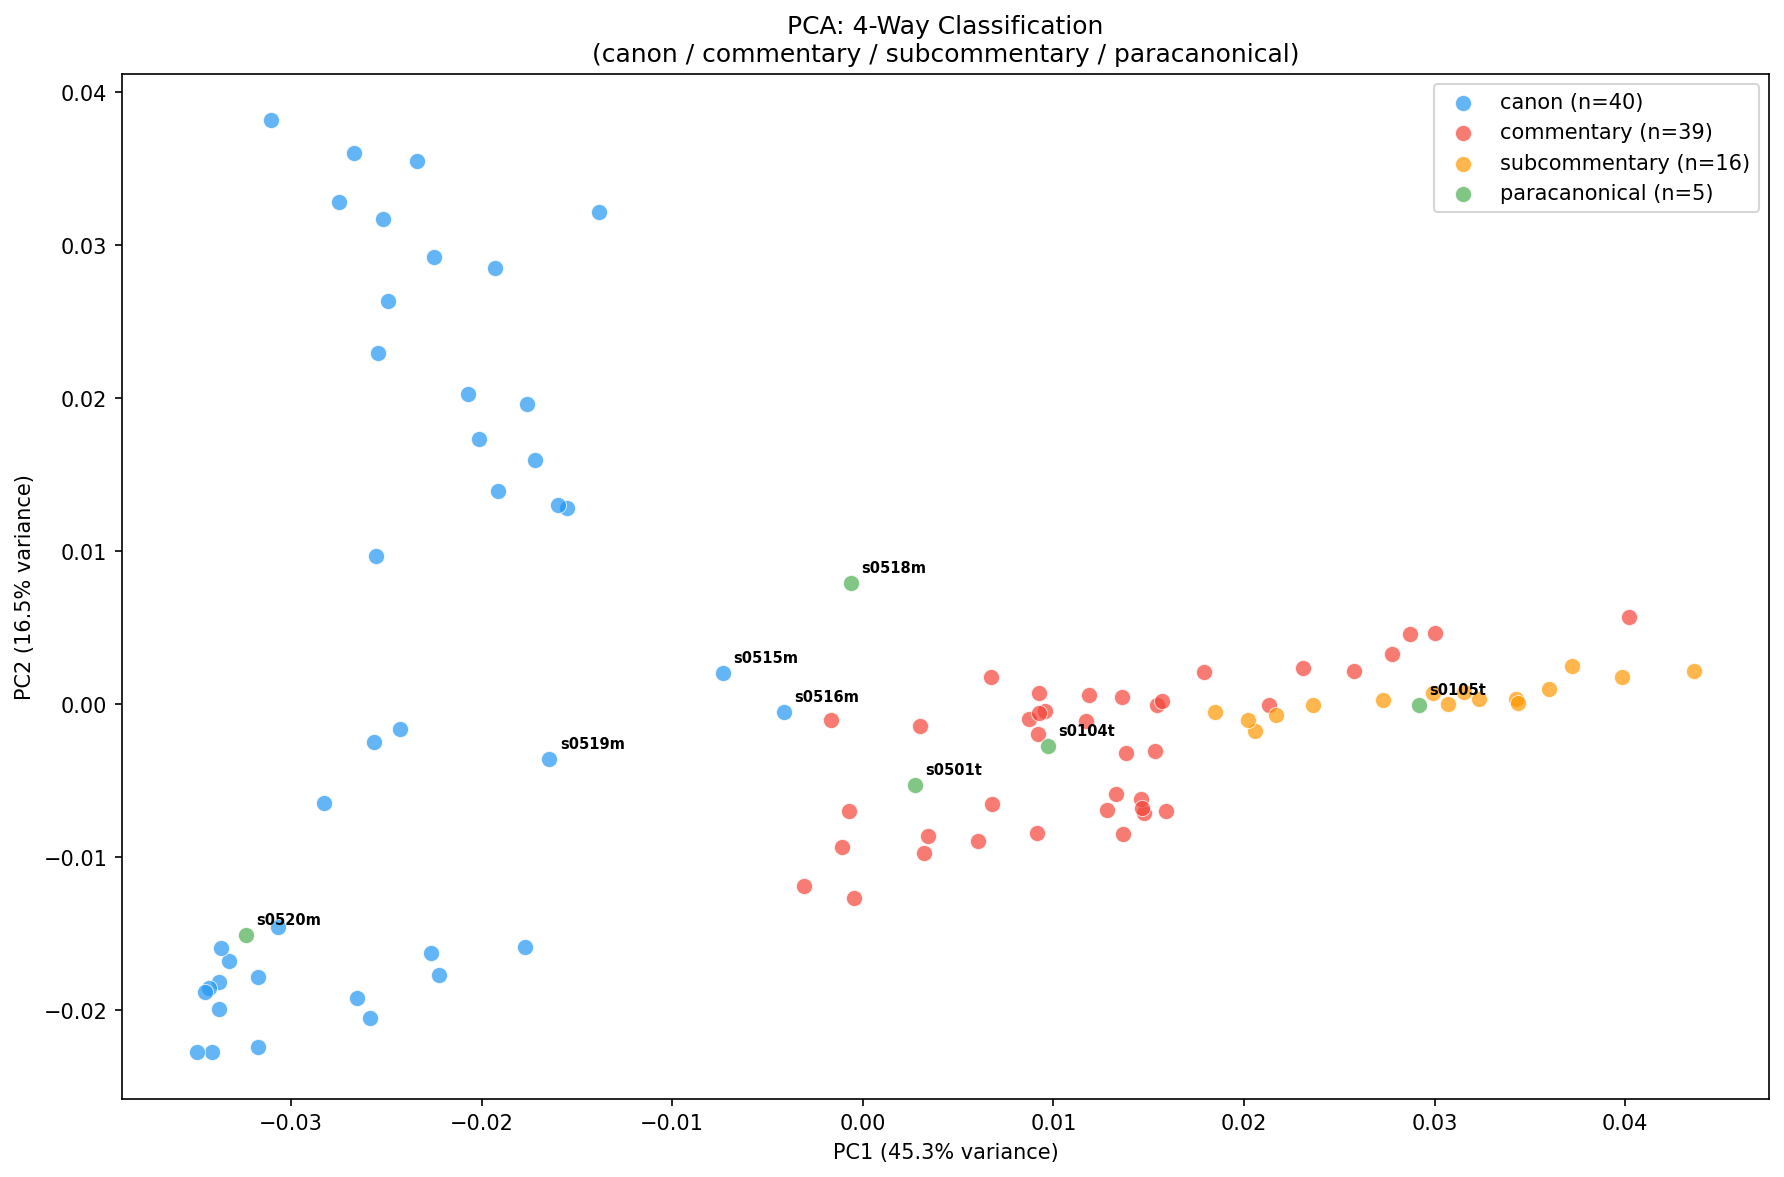 PCA: 4-Way Classification
(canon / commentary / subcommentary / paracanonical)
canon (n=40)
commentary (n=39)
subcommentary (n=16)
paracanonical (n=5)
PC2 (16.5% variance)
0.04
0.03
0.02
0.01
0.00
−0.01
−0.02
s0518m
s0515m
s0516m
s0105t
s0104t
s0519m
s0501t
s0520m
−0.03
−0.02
−0.01
0.00
0.01
0.02
0.03
0.04
PC1 (45.3% variance)